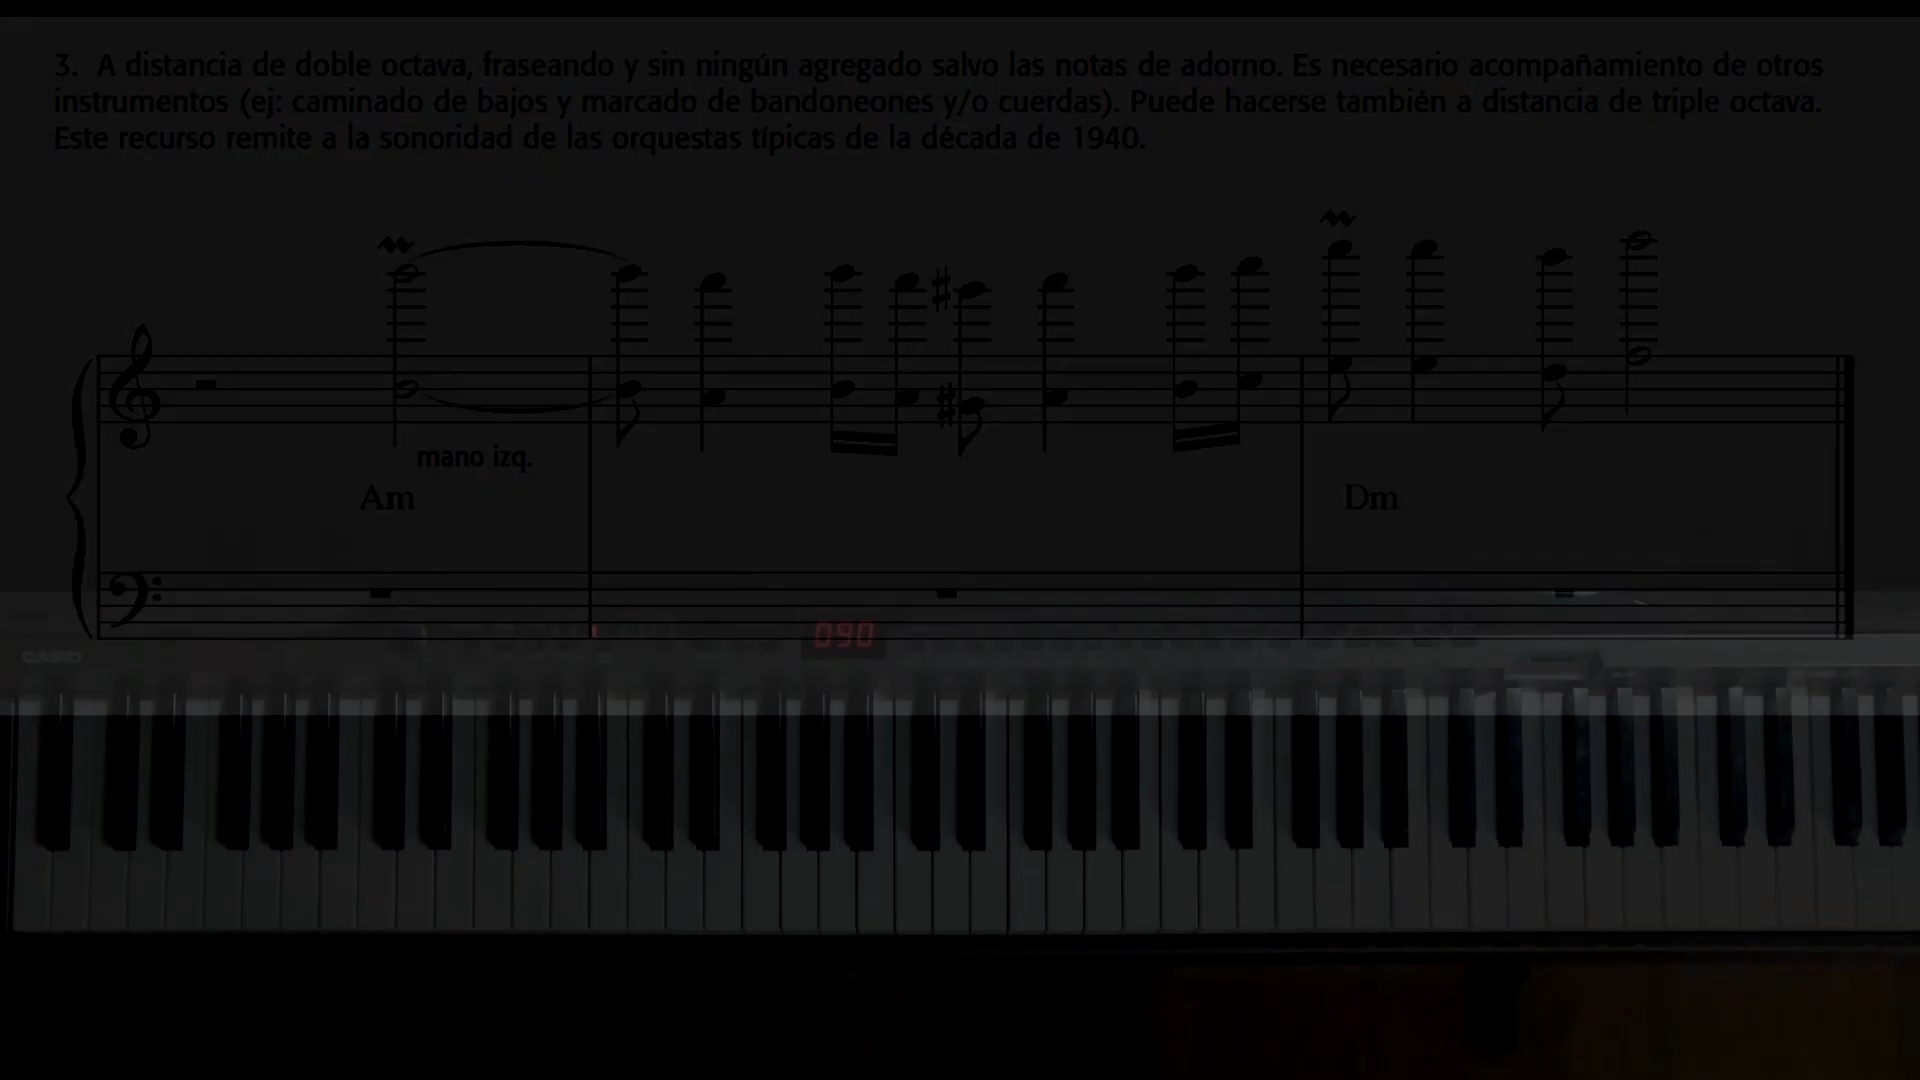 3. A distancia de doble octava, fraseando y sin ningún agregado salvo las notas de adorno. Es necesario acompañamiento de otros
instrumentos (ej: caminado de bajos y marcado de bandoneones y/o cuerdas). Puede hacerse también a distancia de triple octava.
Este recurso remite a la sonoridad de las orquestas típicas de la década de 1940.
mano izq.
Am
Dm
090
CASIO